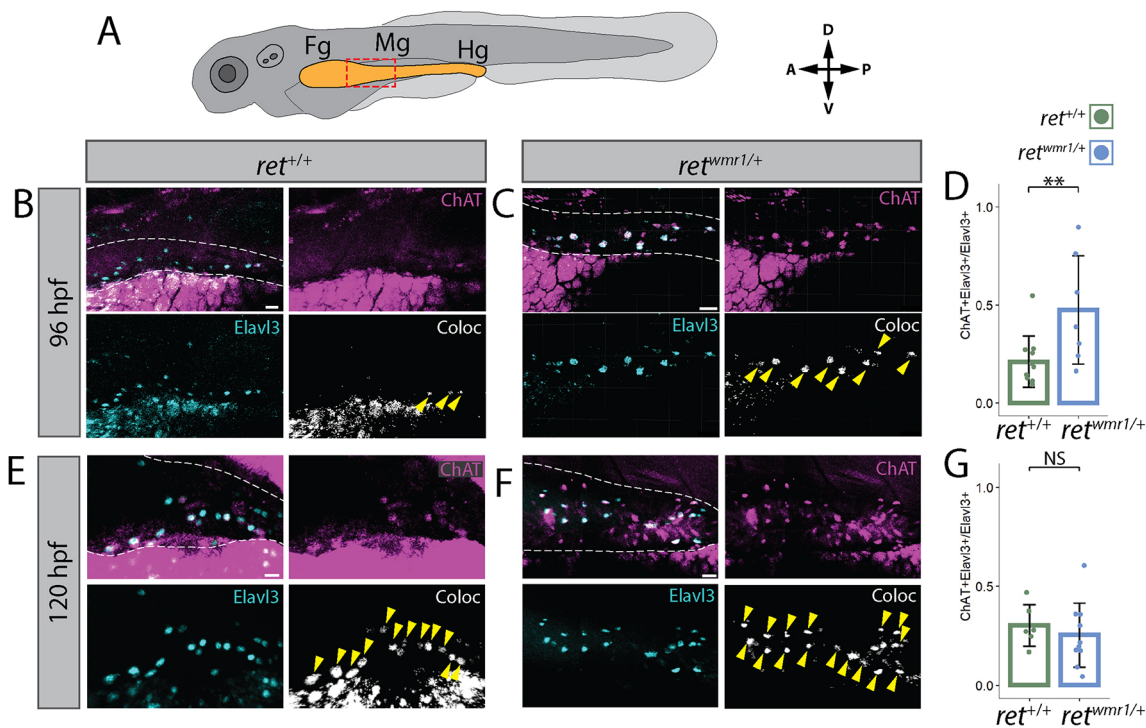 A
Fg
Mg
Hg
D
A
P
V
ret+/+
retwmr1/+
ret+/+
retwmr1/+
96 hpf
B
ChAT
Elavl3
Coloc
C
ChAT
Elavl3
Coloc
D
**
ChAT+Elavl3+/Elavl3+
1.0
0.5
0.0
ret+/+
retwmr1/+
120 hpf
E
ChAT
Elavl3
Coloc
F
ChAT
Elavl3
Coloc
G
NS
ChAT+Elavl3+/Elavl3+
1.0
0.5
0.0
ret+/+
retwmr1/+